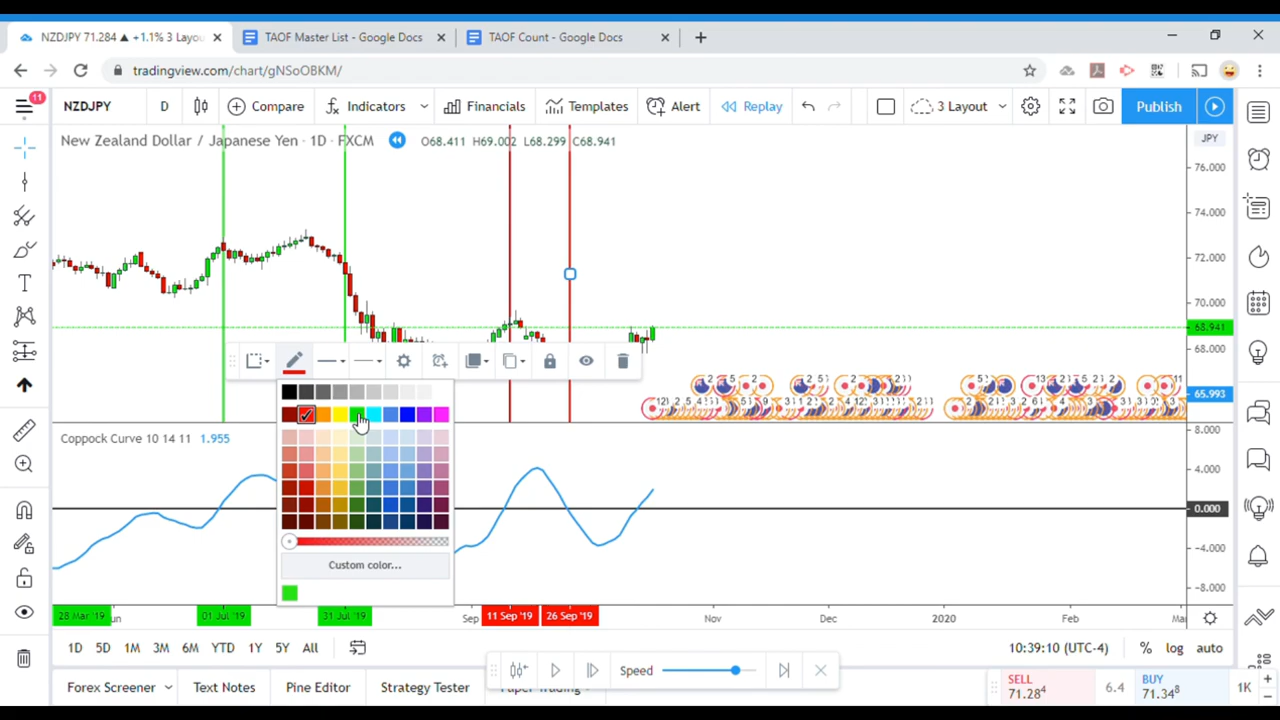 NZDJPY 71.284 ▲ +1.1% 3 Layou
TAOF Master List - Google Docs
TAOF Count - Google Docs
tradingview.com/chart/gNSoOBKM/
11
NZDJPY
D
Compare
Indicators
Financials
Templates
Alert
Replay
3 Layout
Publish
New Zealand Dollar / Japanese Yen · 1D · FXCM
O68.411 H69.002 L68.299 C68.941
JPY
76.000
74.000
72.000
70.000
68.941
68.000
65.993
Coppock Curve 10 14 11 1.955
8.000
4.000
0.000
-4.000
-8.000
Custom color...
28 Mar '19
un
01 Jul '19
31 Jul '19
Sep
11 Sep '19
26 Sep '19
Nov
Dec
2020
Feb
Ma
1D 5D 1M 3M 6M YTD 1Y 5Y All
10:39:10 (UTC-4)
% log auto
Speed
Forex Screener
Text Notes
Pine Editor
Strategy Tester
Paper Trading
SELL
71.28⁴
6.4
BUY
71.34⁸
1K